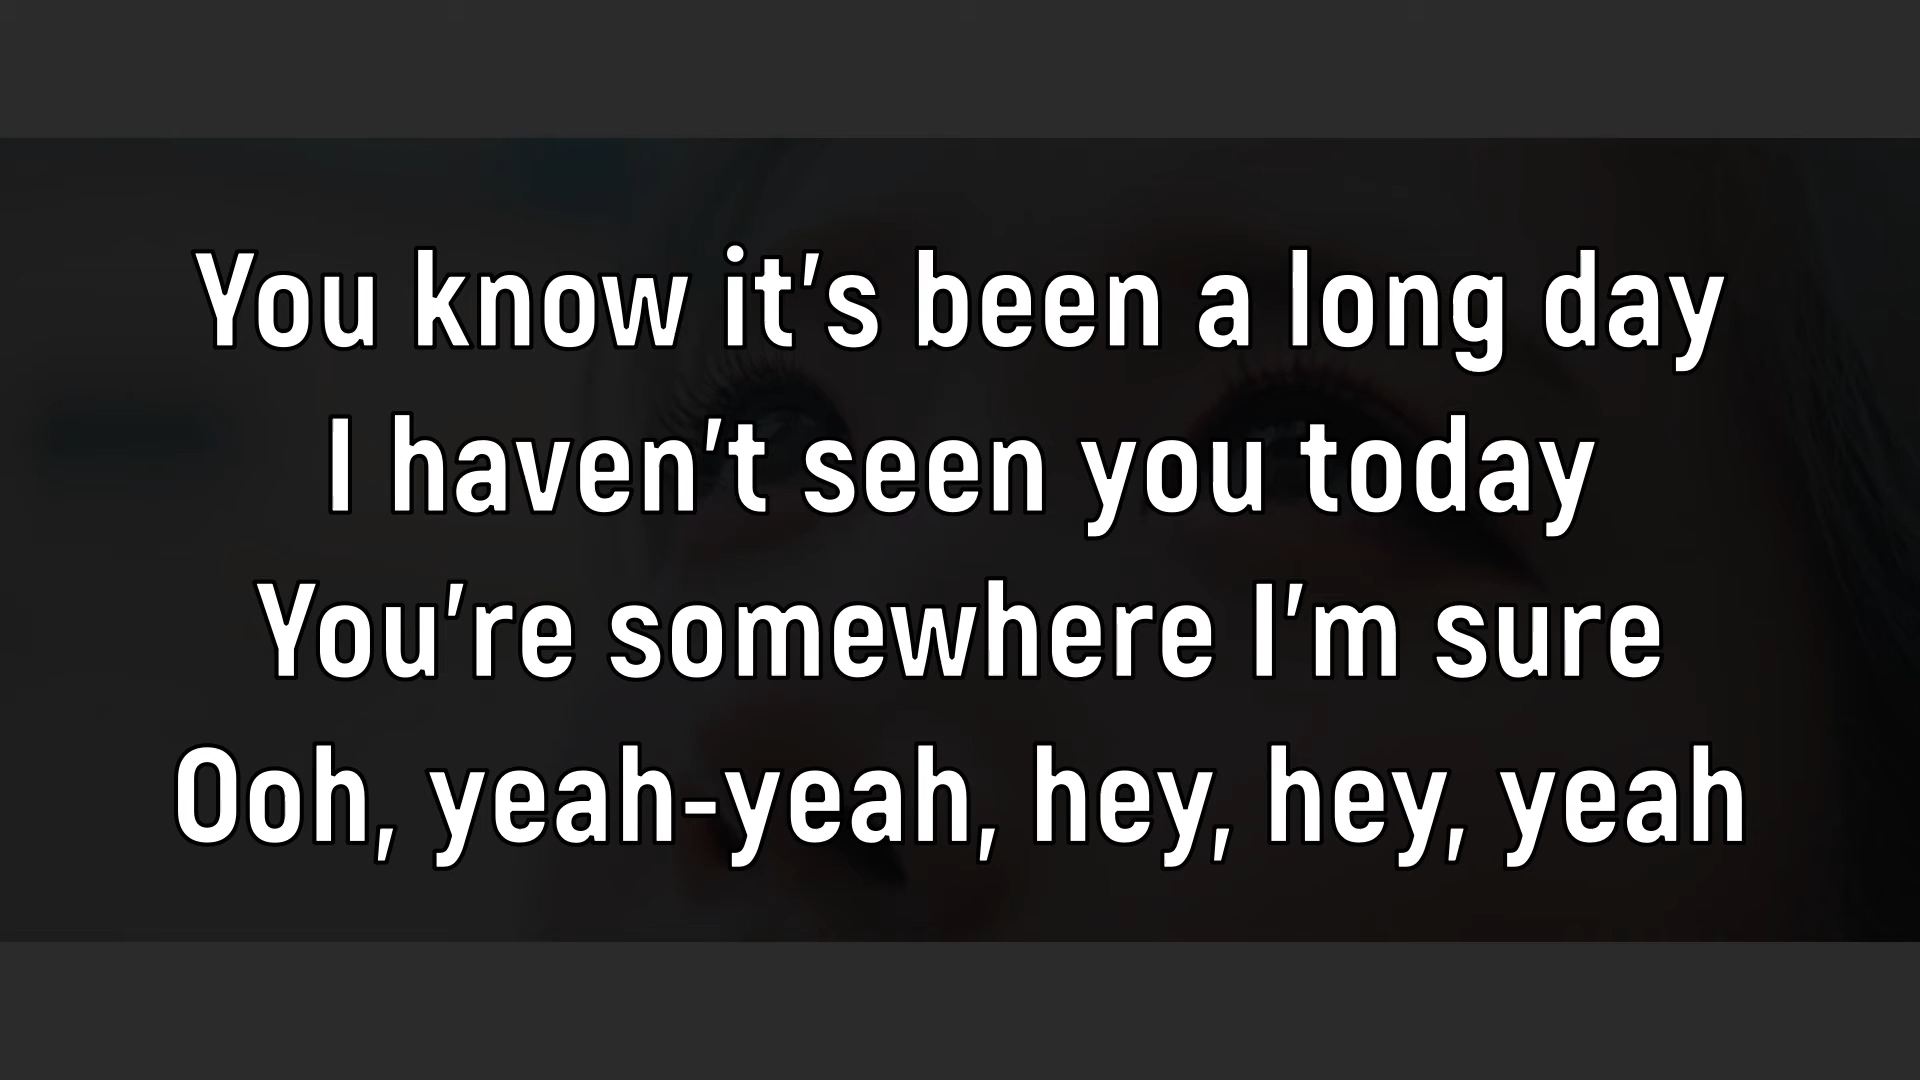 You know it's been a long day
I haven't seen you today
You're somewhere I'm sure
Ooh, yeah-yeah, hey, hey, yeah